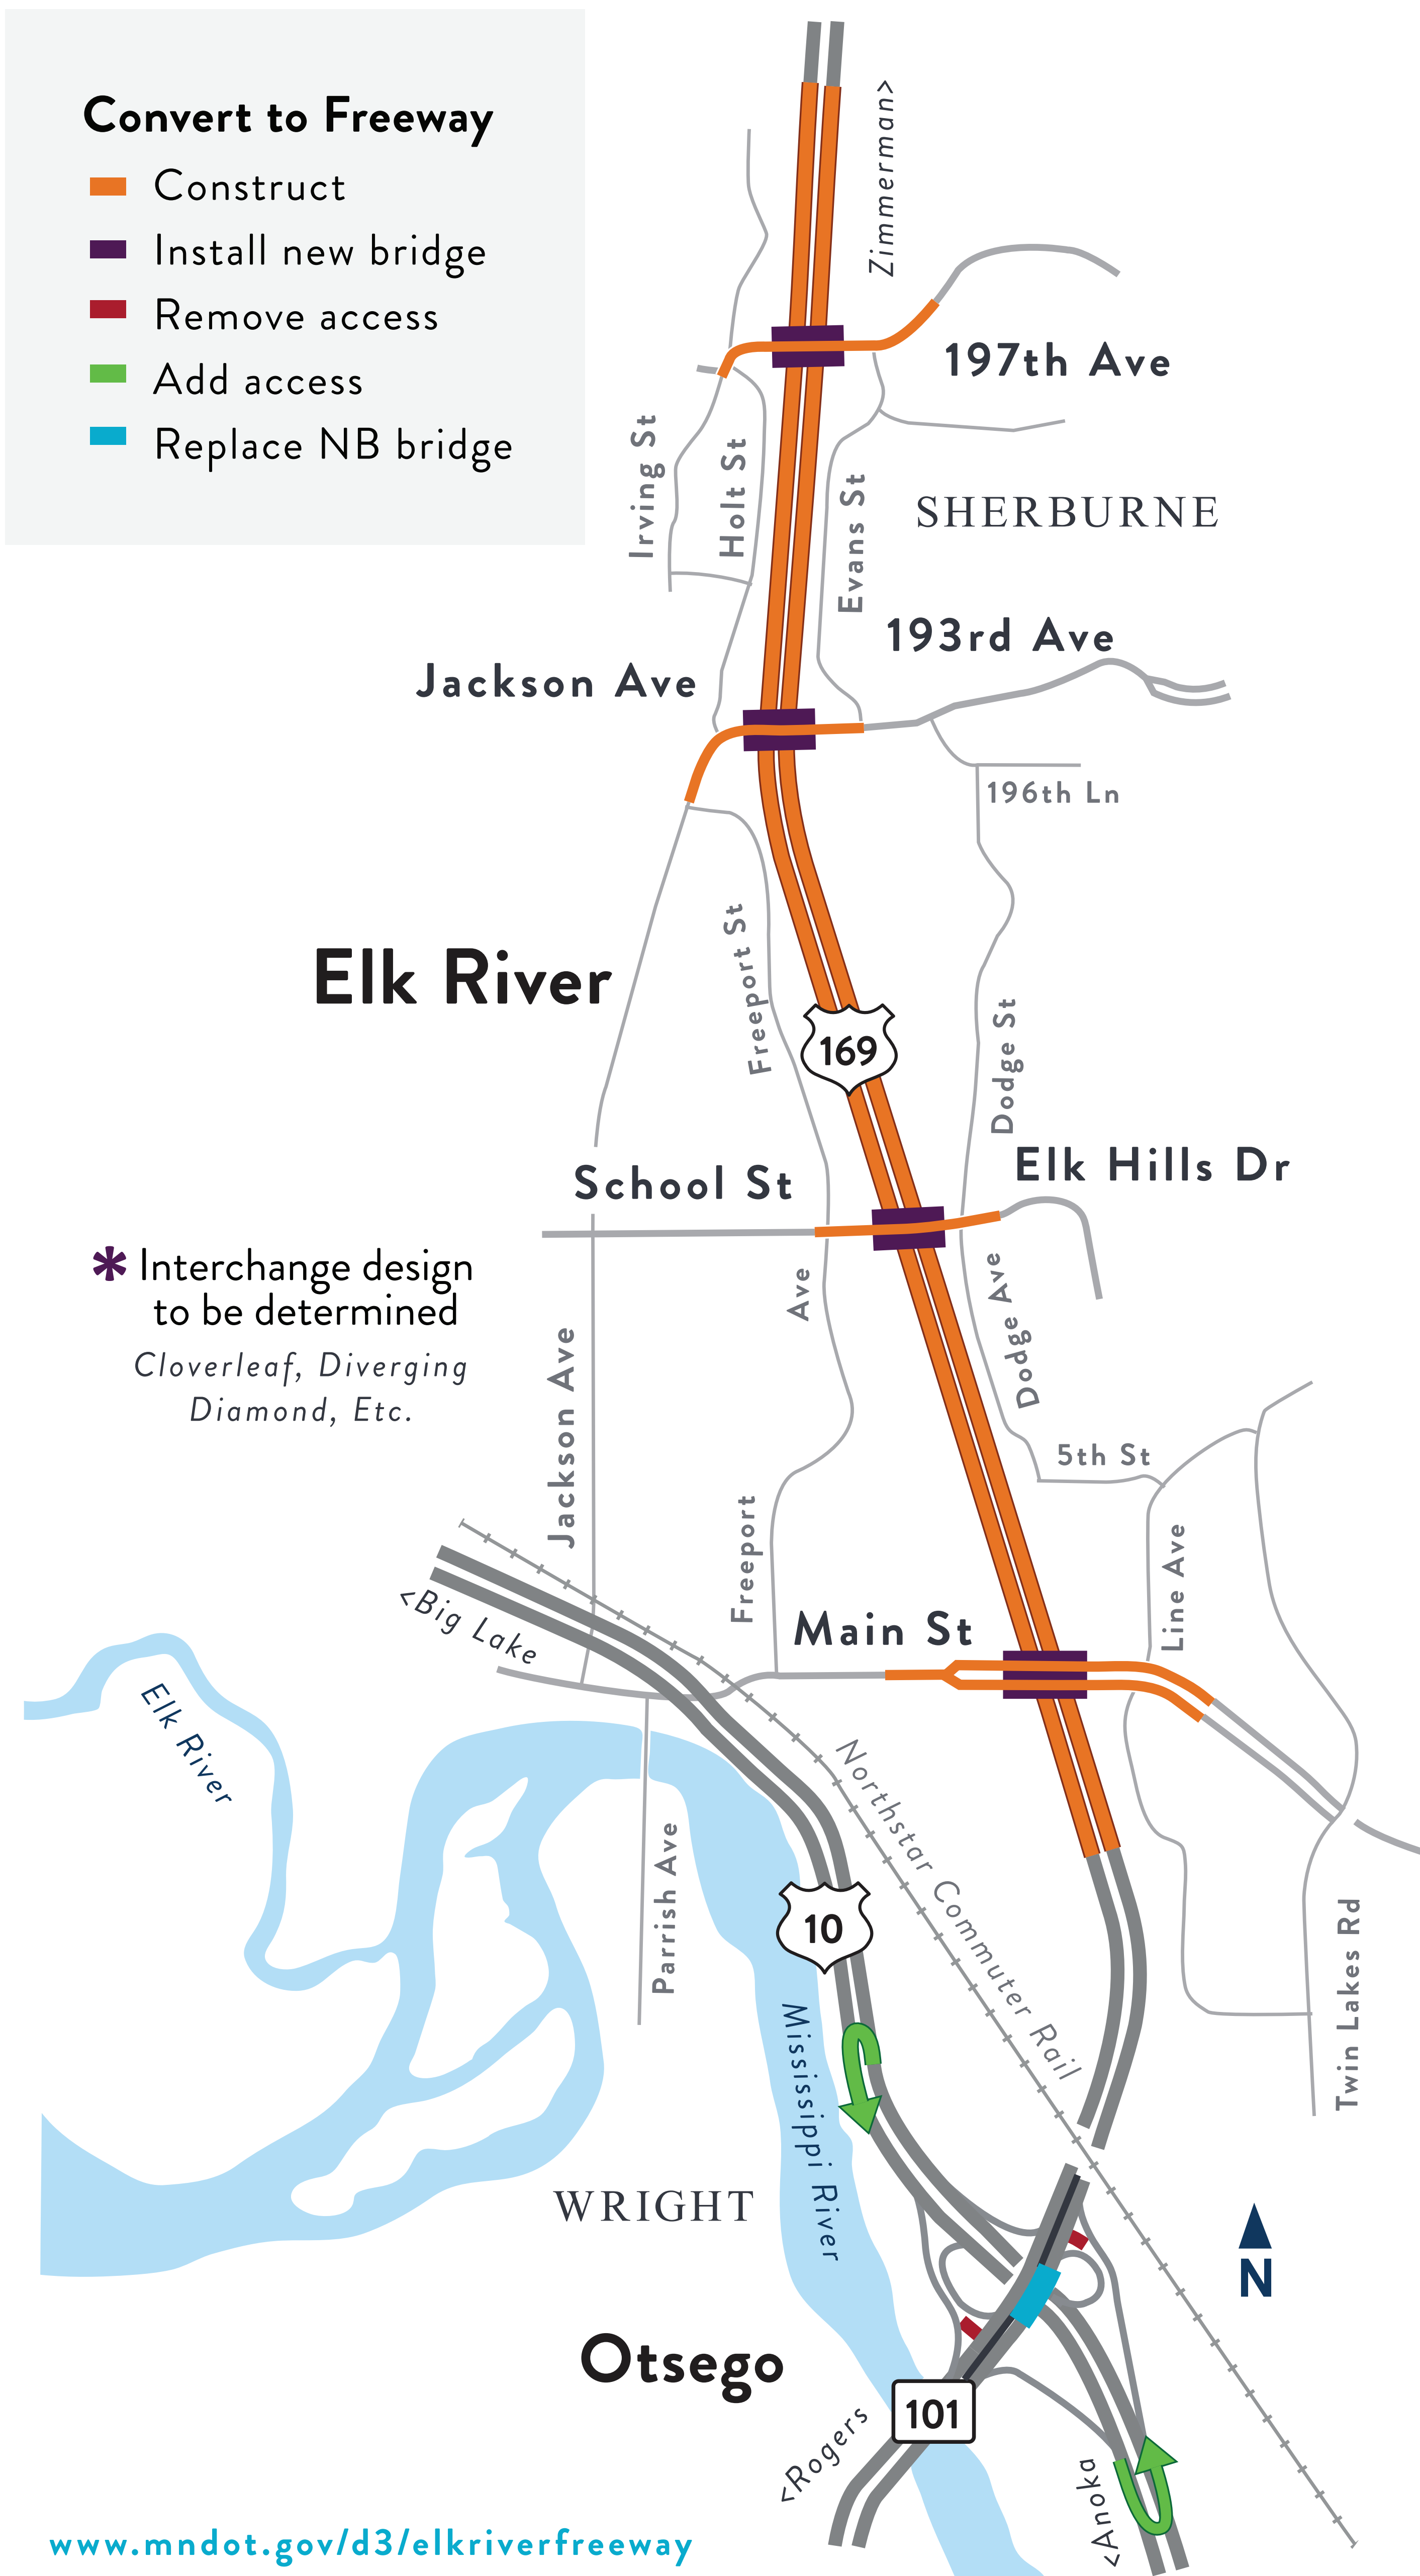 Convert to Freeway
Construct
Install new bridge
Remove access
Add access
Replace NB bridge
Zimmerman>
197th Ave
Irving St
Holt St
Evans St
SHERBURNE
193rd Ave
Jackson Ave
196th Ln
Elk River
Freeport St
169
Dodge St
Elk Hills Dr
School St
* Interchange design
to be determined
Cloverleaf, Diverging
Diamond, Etc.
Ave
Dodge Ave
Jackson Ave
5th St
Freeport
Line Ave
<Big Lake
Main St
Elk River
Northstar Commuter Rail
Parrish Ave
10
Twin Lakes Rd
Mississippi River
WRIGHT
N
Otsego
101
<Rogers
<Anoka
www.mndot.gov/d3/elkriverfreeway